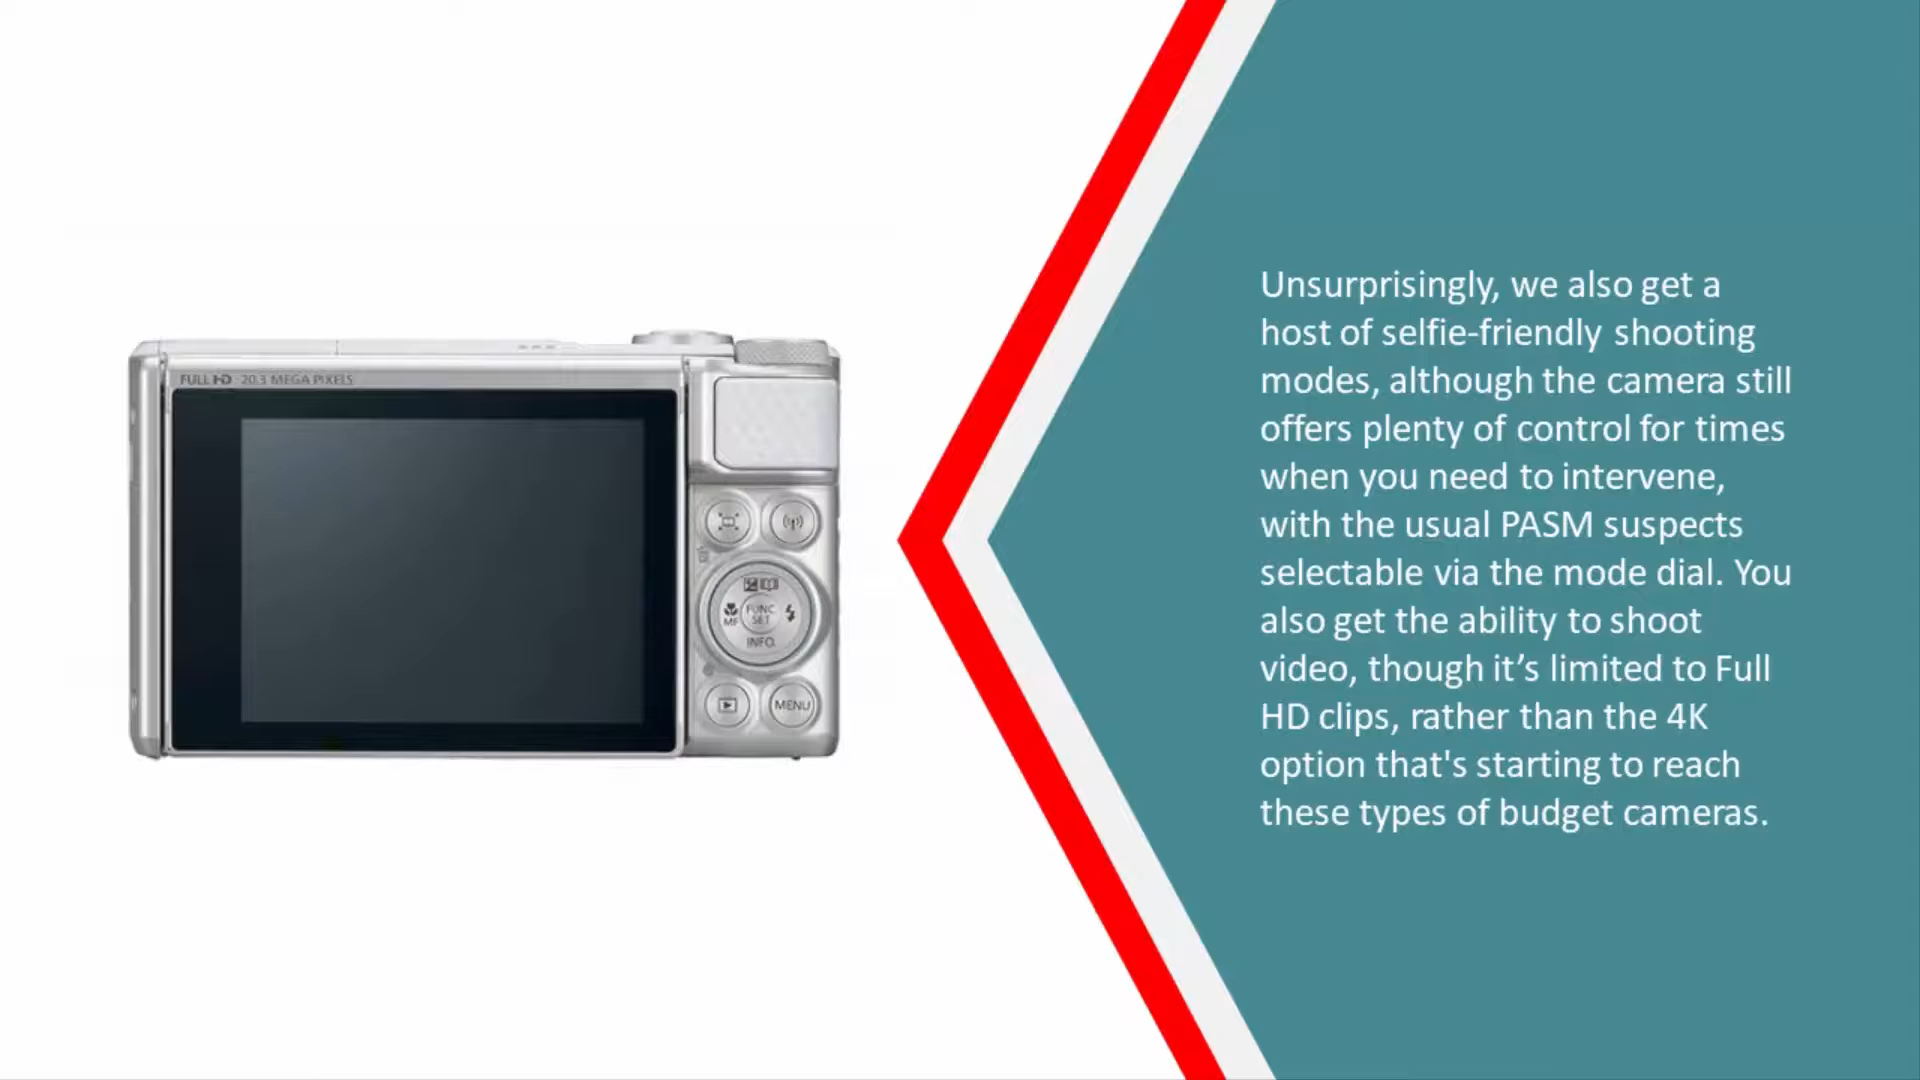 FULL HD 20.3 MEGA PIXELS
FUNC.
SET
MF
INFO.
MENU
Unsurprisingly, we also get a
host of selfie-friendly shooting
modes, although the camera still
offers plenty of control for times
when you need to intervene,
with the usual PASM suspects
selectable via the mode dial. You
also get the ability to shoot
video, though it’s limited to Full
HD clips, rather than the 4K
option that's starting to reach
these types of budget cameras.